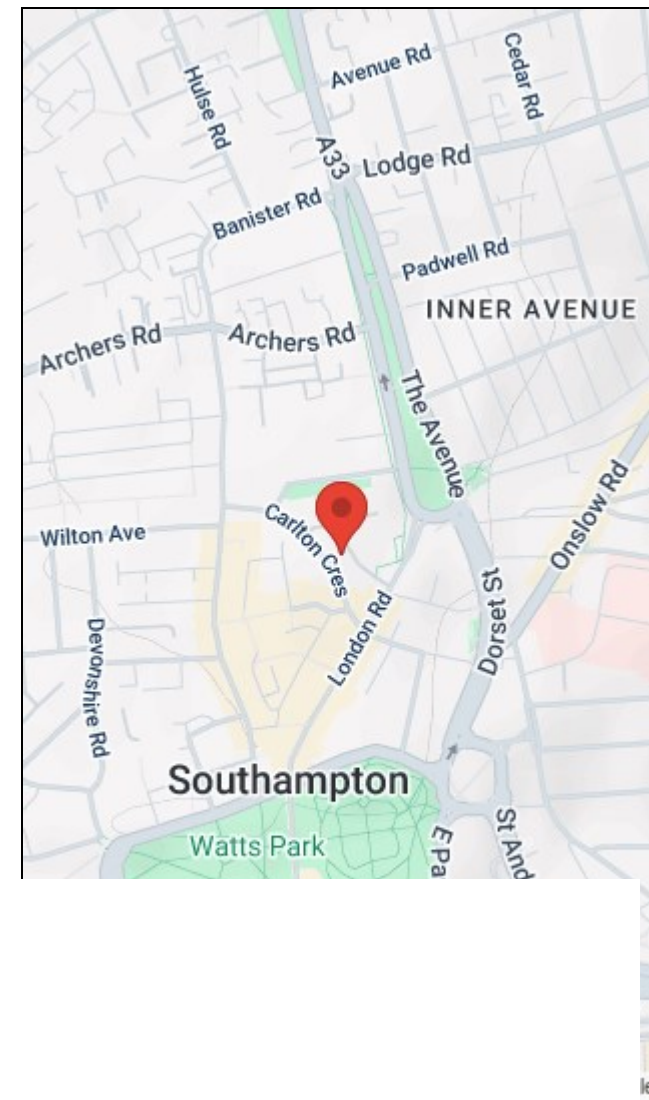 Avenue Rd
Cedar Rd
Hulse Rd
A33
Lodge Rd
Banister Rd
Padwell Rd
INNER AVENUE
Archers Rd
Archers Rd
The Avenue
Onslow Rd
Carlton Cres
Wilton Ave
Dorset St
London Rd
Devonshire Rd
Southampton
Watts Park
E Pa
St And